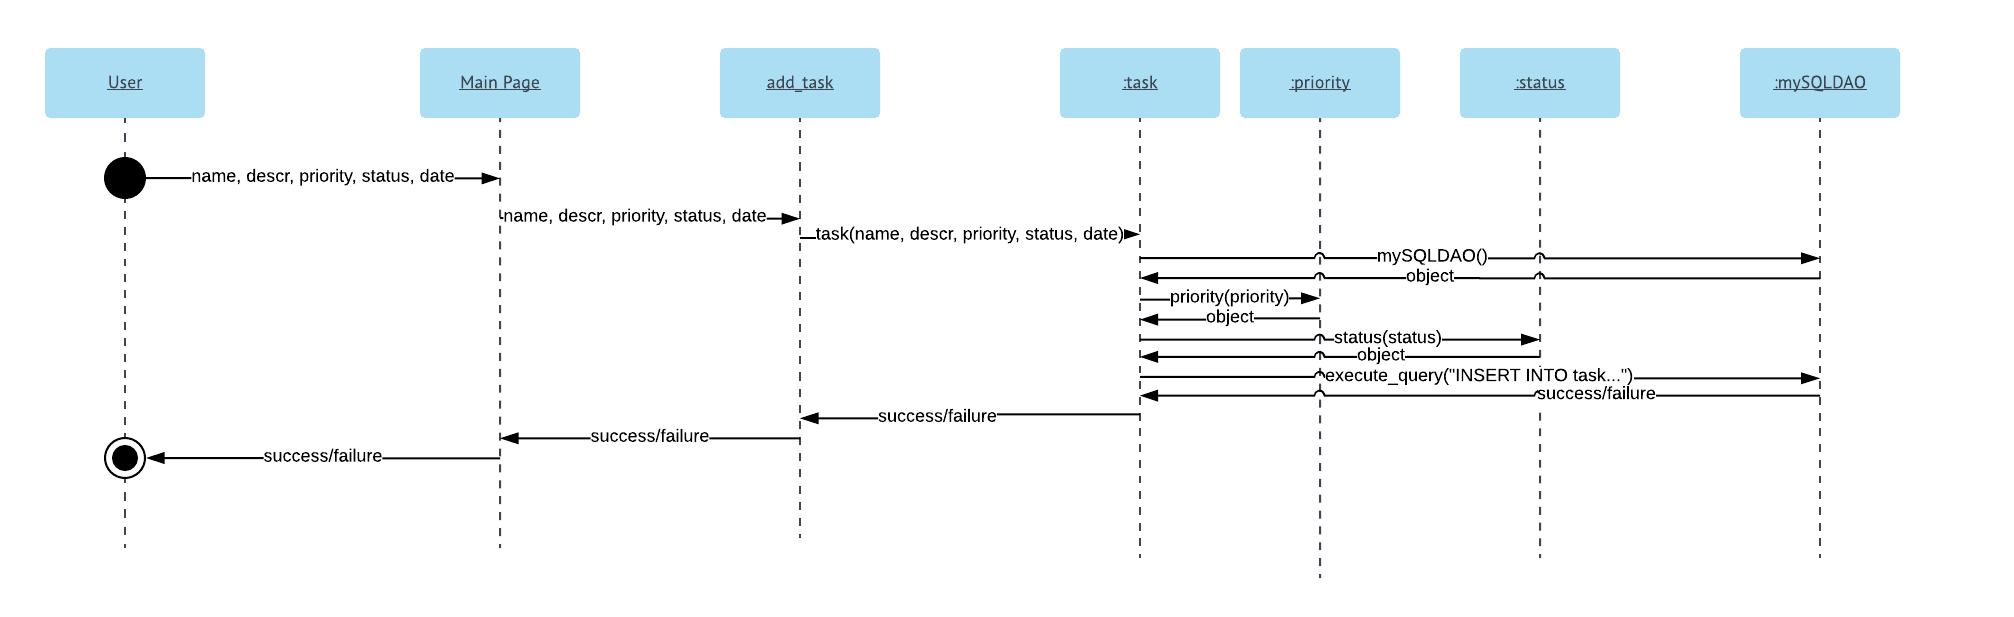 User
Main Page
add_task
:task
:priority
:status
:mySQLDAO
name, descr, priority, status, date
name, descr, priority, status, date
task(name, descr, priority, status, date)
mySQLDAO()
object
priority(priority)
object
status(status)
object
execute_query("INSERT INTO task...")
success/failure
success/failure
success/failure
success/failure